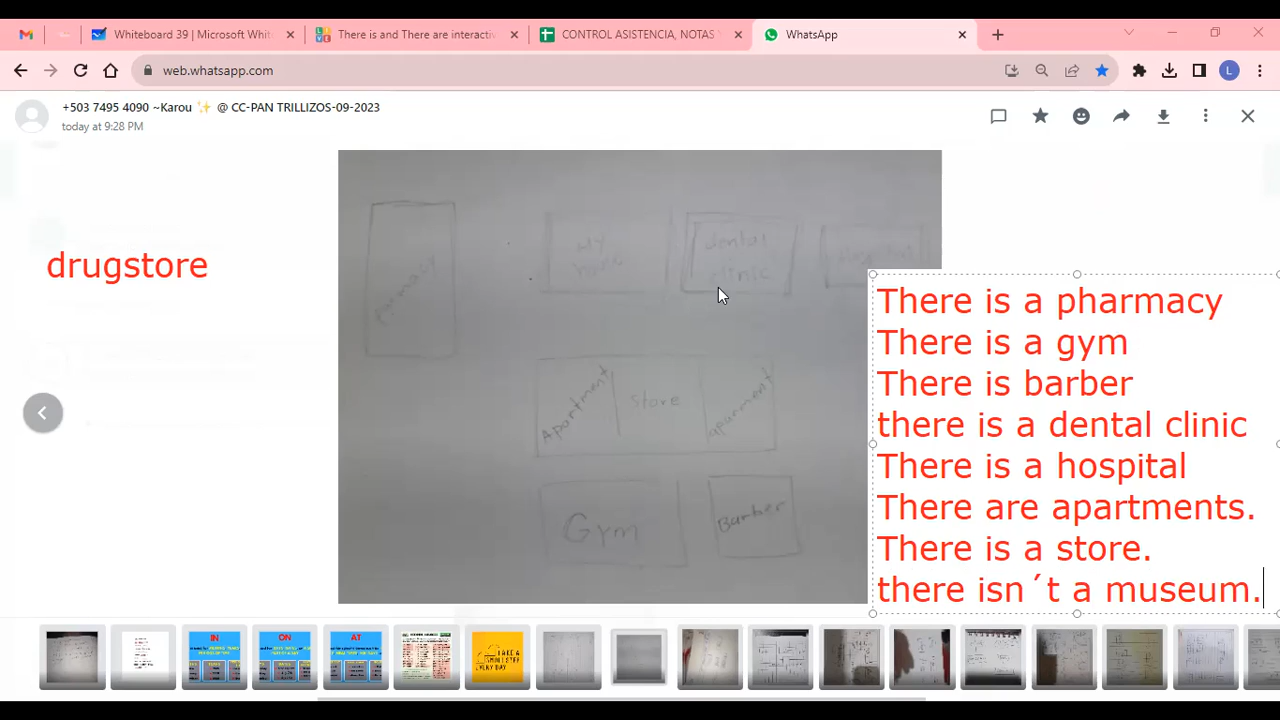 Whiteboard 39 | Microsoft Whit
There is and There are interactiv
CONTROL ASISTENCIA, NOTAS
WhatsApp
web.whatsapp.com
L
+503 7495 4090 ~Karou ✨ @ CC-PAN TRILLIZOS-09-2023
today at 9:28 PM
drugstore
My
house
dental
clinic
There is a pharmacy
There is a gym
There is barber
there is a dental clinic
There is a hospital
There are apartments.
There is a store.
there isn´t a museum.
Apartment
Store
aparment
Gym
Barber
IN
ON
AT